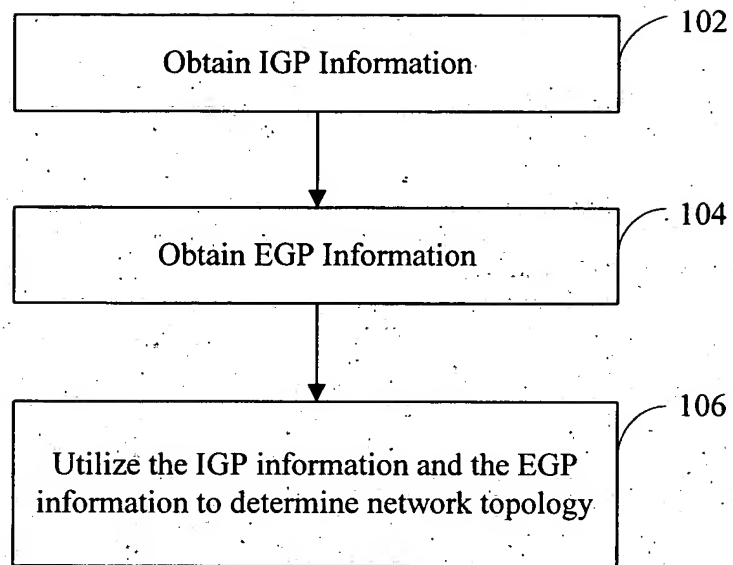 102
Obtain IGP Information
104
Obtain EGP Information
106
Utilize the IGP information and the EGP
information to determine network topology